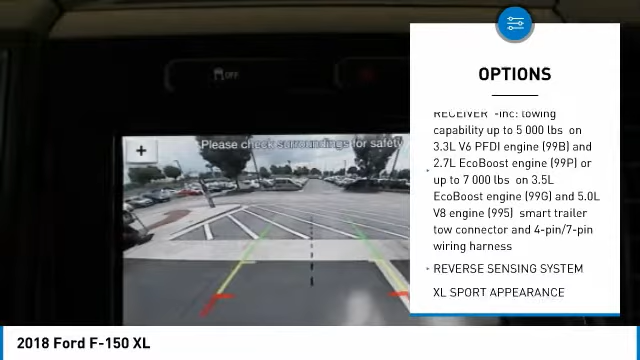 OFF
Please check surroundings for safety
+
OPTIONS
RECEIVER -inc: towing
capability up to 5 000 lbs on
3.3L V6 PFDI engine (99B) and
2.7L EcoBoost engine (99P) or
up to 7 000 lbs on 3.5L
EcoBoost engine (99G) and 5.0L
V8 engine (995) smart trailer
tow connector and 4-pin/7-pin
wiring harness
REVERSE SENSING SYSTEM
XL SPORT APPEARANCE
2018 Ford F-150 XL